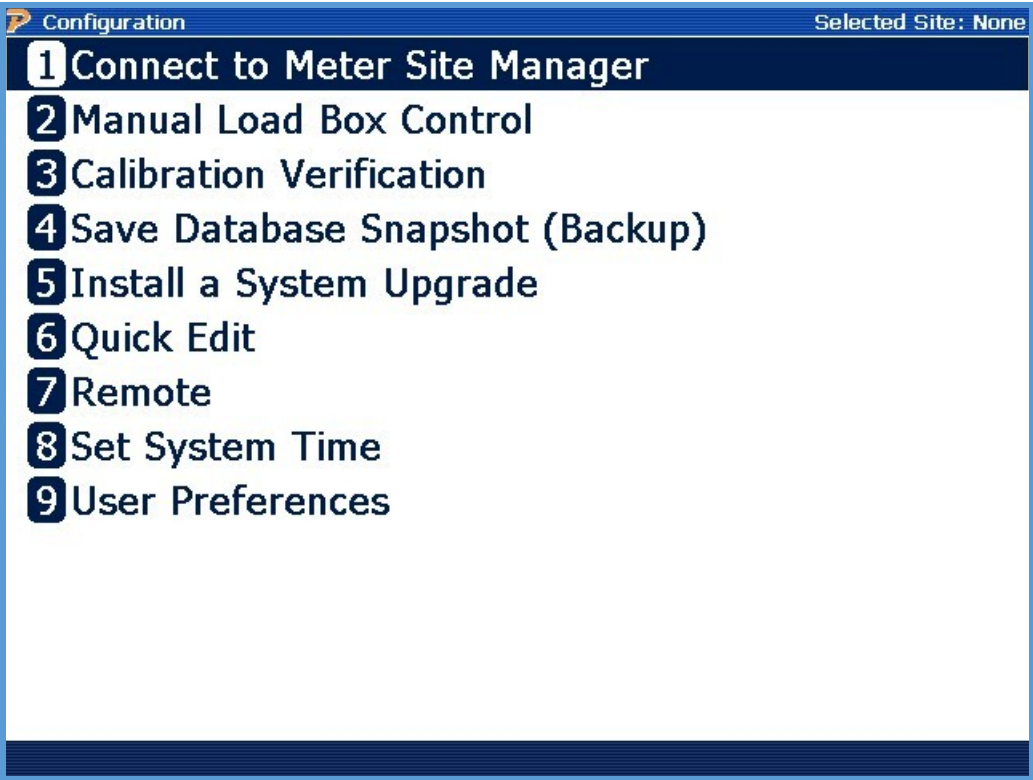 Configuration Selected Site: None
1 Connect to Meter Site Manager
2 Manual Load Box Control
3 Calibration Verification
4 Save Database Snapshot (Backup)
5 Install a System Upgrade
6 Quick Edit
7 Remote
8 Set System Time
9 User Preferences